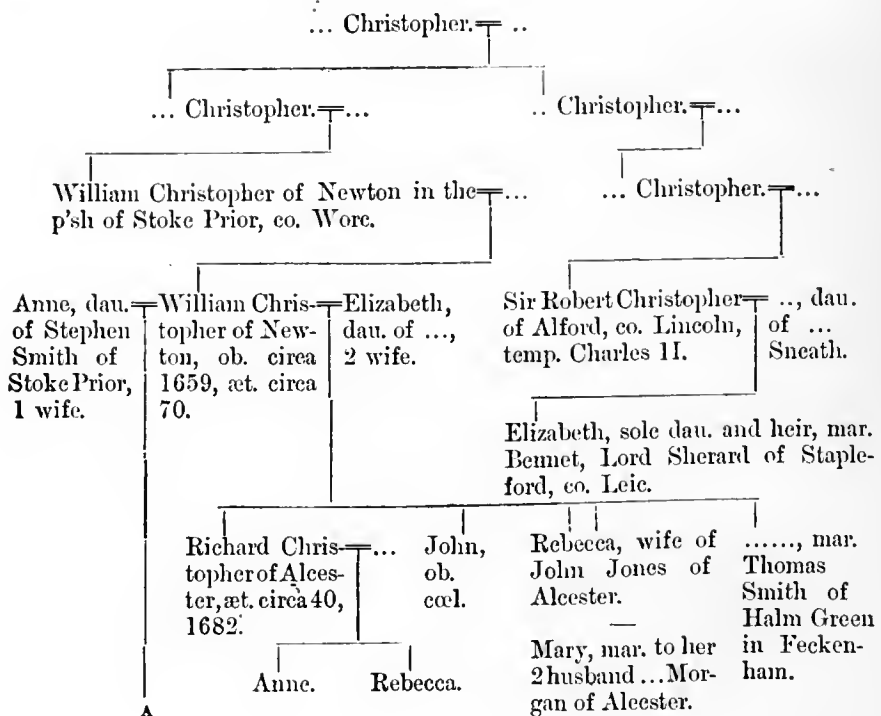 ... Christopher. ..
... Christopher. ...
.. Christopher. ...
William Christopher of Newton in the ...
p'sh of Stoke Prior, co. Worc.
... Christopher. ...
Anne, dau.
of Stephen
Smith of
Stoke Prior,
1 wife.
William Chris-
topher of New-
ton, ob. circa
1659, æt. circa
70.
Elizabeth,
dau. of ...,
2 wife.
Sir Robert Christopher
of Alford, co. Lincoln,
temp. Charles II.
.., dau.
of ...
Sneath.
Elizabeth, sole dau. and heir, mar.
Bennet, Lord Sherard of Staple-
ford, co. Leic.
Richard Chris- ...
topher of Alces-
ter, æt. circa 40,
1682.
John,
ob.
cœl.
Rebecca, wife of
John Jones of
Alcester.
—
Mary, mar. to her
2 husband ... Mor-
gan of Alcester.
......, mar.
Thomas
Smith of
Halm Green
in Fecken-
ham.
Anne.
Rebecca.
A